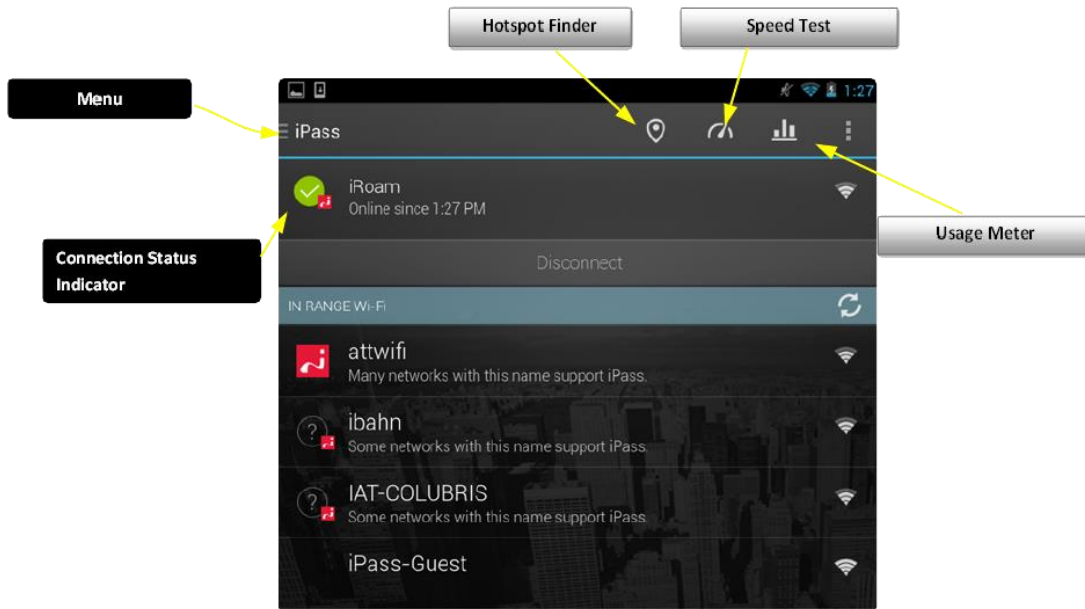 Hotspot Finder
Speed Test
Menu
1:27
iPass
iRoam
Online since 1:27 PM
Usage Meter
Connection Status
Indicator
Disconnect
IN RANGE Wi-Fi
attwifi
Many networks with this name support iPass.
ibahn
Some networks with this name support iPass.
IAT-COLUBRIS
Some networks with this name support iPass
iPass-Guest